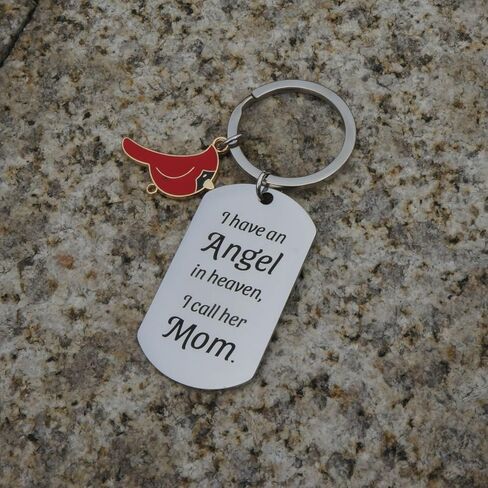 I have an
Angel
in heaven,
I call her
Mom.